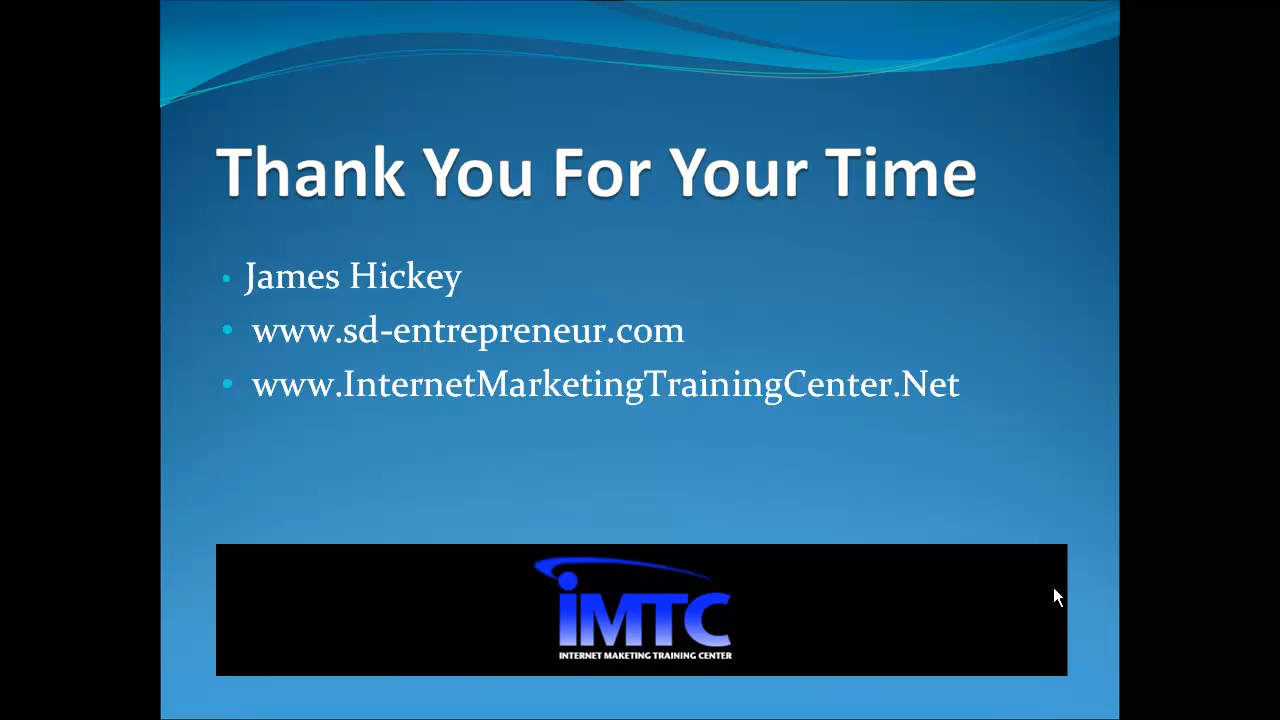 Thank You For Your Time
• James Hickey
• www.sd-entrepreneur.com
• www.InternetMarketingTrainingCenter.Net
iMTC
INTERNET MAKETING TRAINING CENTER